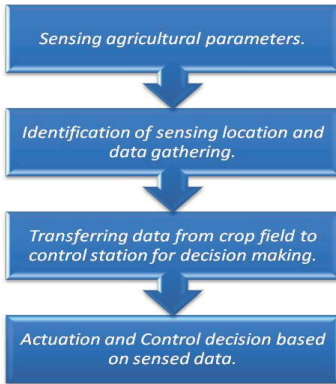 Sensing agricultural parameters.
Identification of sensing location and
data gathering.
Transferring data from crop field to
control station for decision making.
Actuation and Control decision based
on sensed data.